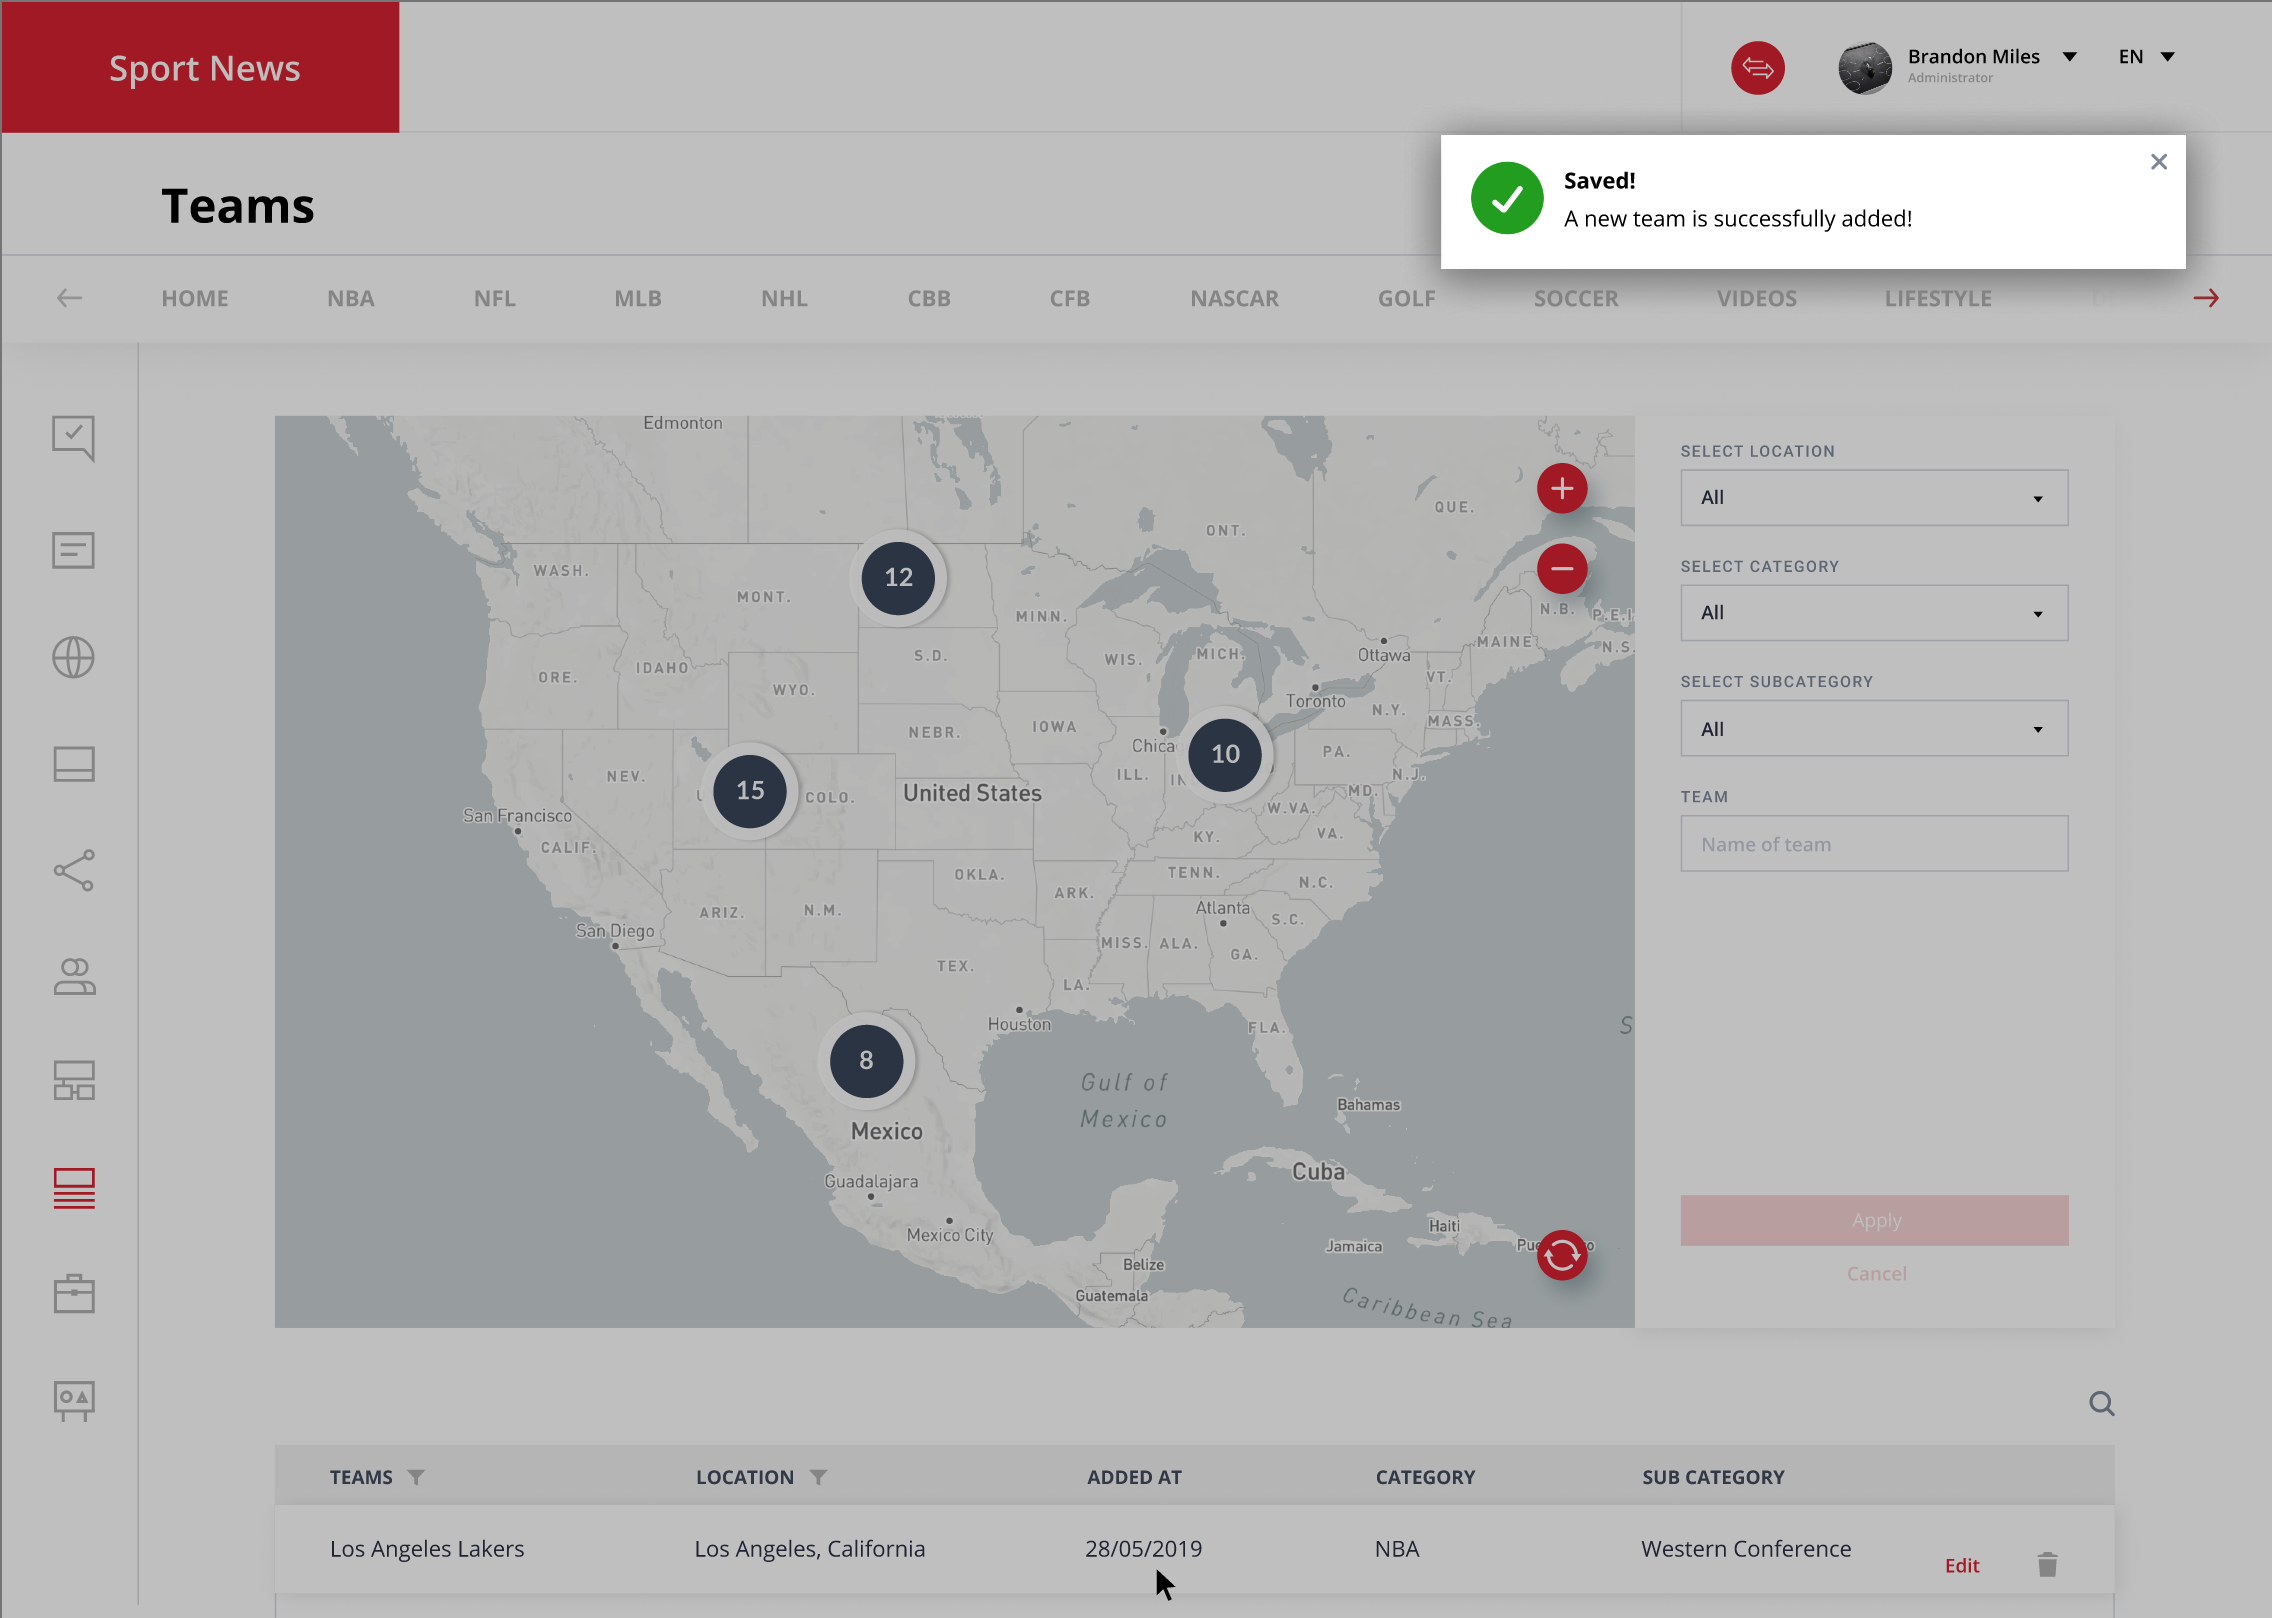 Sport News
Brandon Miles
Administrator
EN
Saved!
A new team is successfully added!
Teams
HOME NBA NFL MLB NHL CBB CFB NASCAR GOLF SOCCER VIDEOS LIFESTYLE
Edmonton
QUE.
ONT.
WASH.
12
MONT.
MINN.
N.B.
P.E.I
MAINE
N.S.
Ottawa
S.D.
WIS.
MICH.
IDAHO
ORE.
VT.
WYO.
Toronto
N.Y.
MASS.
IOWA
NEBR.
Chica
10
PA.
NEV.
ILL.
N.J.
15
COLO.
United States
MD.
W.VA.
San Francisco
KY.
VA.
CALIF.
OKLA.
TENN.
N.C.
ARK.
ARIZ.
N.M.
Atlanta
S.C.
San Diego
MISS.
ALA.
GA.
TEX.
LA.
Houston
FLA.
8
Gulf of
Mexico
Bahamas
Mexico
Cuba
Guadalajara
Mexico City
Haiti
Jamaica
Belize
Guatemala
Caribbean Sea
SELECT LOCATION
All
SELECT CATEGORY
All
SELECT SUBCATEGORY
All
TEAM
Name of team
Apply
Cancel
TEAMS LOCATION ADDED AT CATEGORY SUB CATEGORY
Los Angeles Lakers Los Angeles, California 28/05/2019 NBA Western Conference Edit